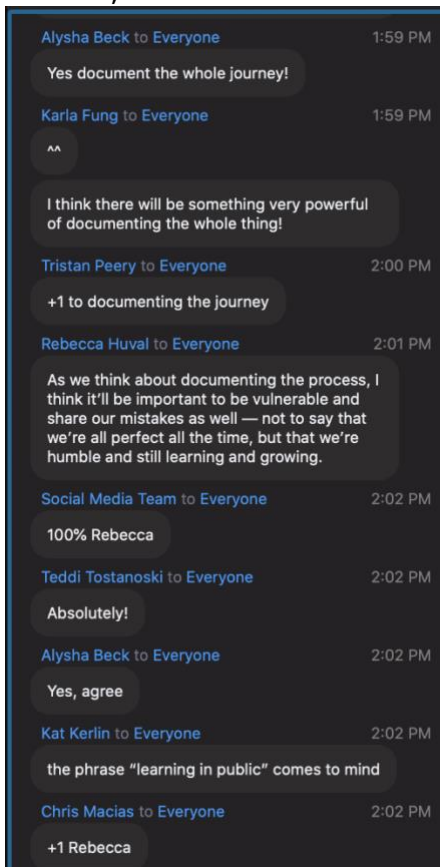 Alysha Beck to Everyone 1:59 PM
Yes document the whole journey!
Karla Fung to Everyone 1:59 PM
^^
I think there will be something very powerful
of documenting the whole thing!
Tristan Peery to Everyone 2:00 PM
+1 to documenting the journey
Rebecca Huval to Everyone 2:01 PM
As we think about documenting the process, I
think it'll be important to be vulnerable and
share our mistakes as well — not to say that
we're all perfect all the time, but that we're
humble and still learning and growing.
Social Media Team to Everyone 2:02 PM
100% Rebecca
Teddi Tostanoski to Everyone 2:02 PM
Absolutely!
Alysha Beck to Everyone 2:02 PM
Yes, agree
Kat Kerlin to Everyone 2:02 PM
the phrase “learning in public” comes to mind
Chris Macias to Everyone 2:02 PM
+1 Rebecca